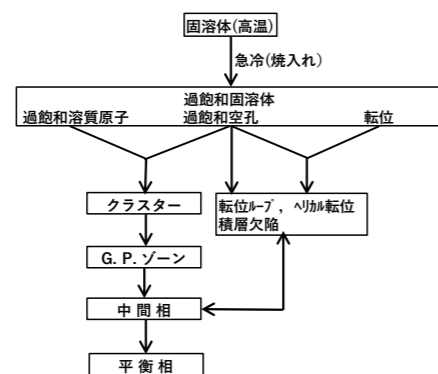 固溶体(高温)
急冷(焼入れ)
過飽和固溶体
過飽和溶質原子 過飽和空孔 転位
クラスター
転位ﾙｰﾌﾟ, ﾍﾘｶﾙ転位
積層欠陥
G. P. ゾーン
中 間 相
平 衡 相